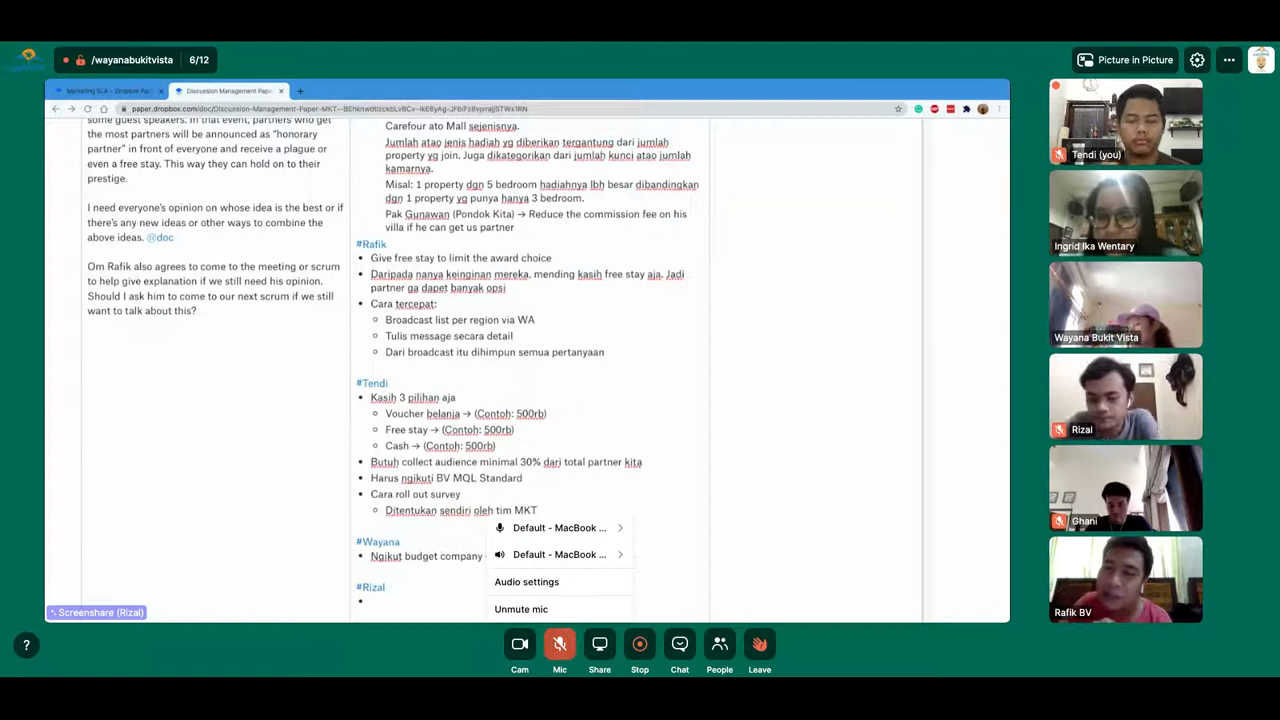 /wayanabukitvista 6/12
Picture in Picture
Marketing SLA – Dropbox Pa
Discussion Management Pape
paper.dropbox.com/doc/Discussion-Management-Paper-MKT
some guest speakers. In that event, partners who get
the most partners will be announced as "honorary
partner" in front of everyone and receive a plague or
even a free stay. This way they can hold on to their
prestige.
I need everyone's opinion on whose idea is the best or if
there's any new ideas or other ways to combine the
above ideas. @doc
Om Rafik also agrees to come to the meeting or scrum
to help give explanation if we still need his opinion.
Should I ask him to come to our next scrum if we still
want to talk about this?
Carefour ato Mall sejenisnya.
Jumlah atao jenis hadiah yg diberikan tergantung dari jumlah
property yg join. Juga dikategorikan dari jumlah kunci atao jumlah
kamarnya.
Misal: 1 property dgn 5 bedroom hadiahnya lbh besar dibandingkan
dgn 1 property yg punya hanya 3 bedroom.
Pak Gunawan (Pondok Kita) → Reduce the commission fee on his
villa if he can get us partner
#Rafik
• Give free stay to limit the award choice
• Daripada nanya keinginan mereka, mending kasih free stay aja. Jadi
partner ga dapet banyak opsi
• Cara tercepat:
◦ Broadcast list per region via WA
◦ Tulis message secara detail
◦ Dari broadcast itu dihimpun semua pertanyaan
#Tendi
• Kasih 3 pilihan aja
◦ Voucher belanja → (Contoh: 500rb)
◦ Free stay → (Contoh: 500rb)
◦ Cash → (Contoh: 500rb)
• Butuh collect audience minimal 30% dari total partner kita
• Harus ngikuti BV MQL Standard
• Cara roll out survey
◦ Ditentukan sendiri oleh tim MKT
#Wayana
• Ngikut budget company
#Rizal
•
Default - MacBook ...
Default - MacBook ...
Audio settings
Unmute mic
Screenshare (Rizal)
Tendi (you)
Ingrid Ika Wentary
Wayana Bukit Vista
Rizal
Ghani
Rafik BV
?
Cam
Mic
Share
Stop
Chat
People
Leave